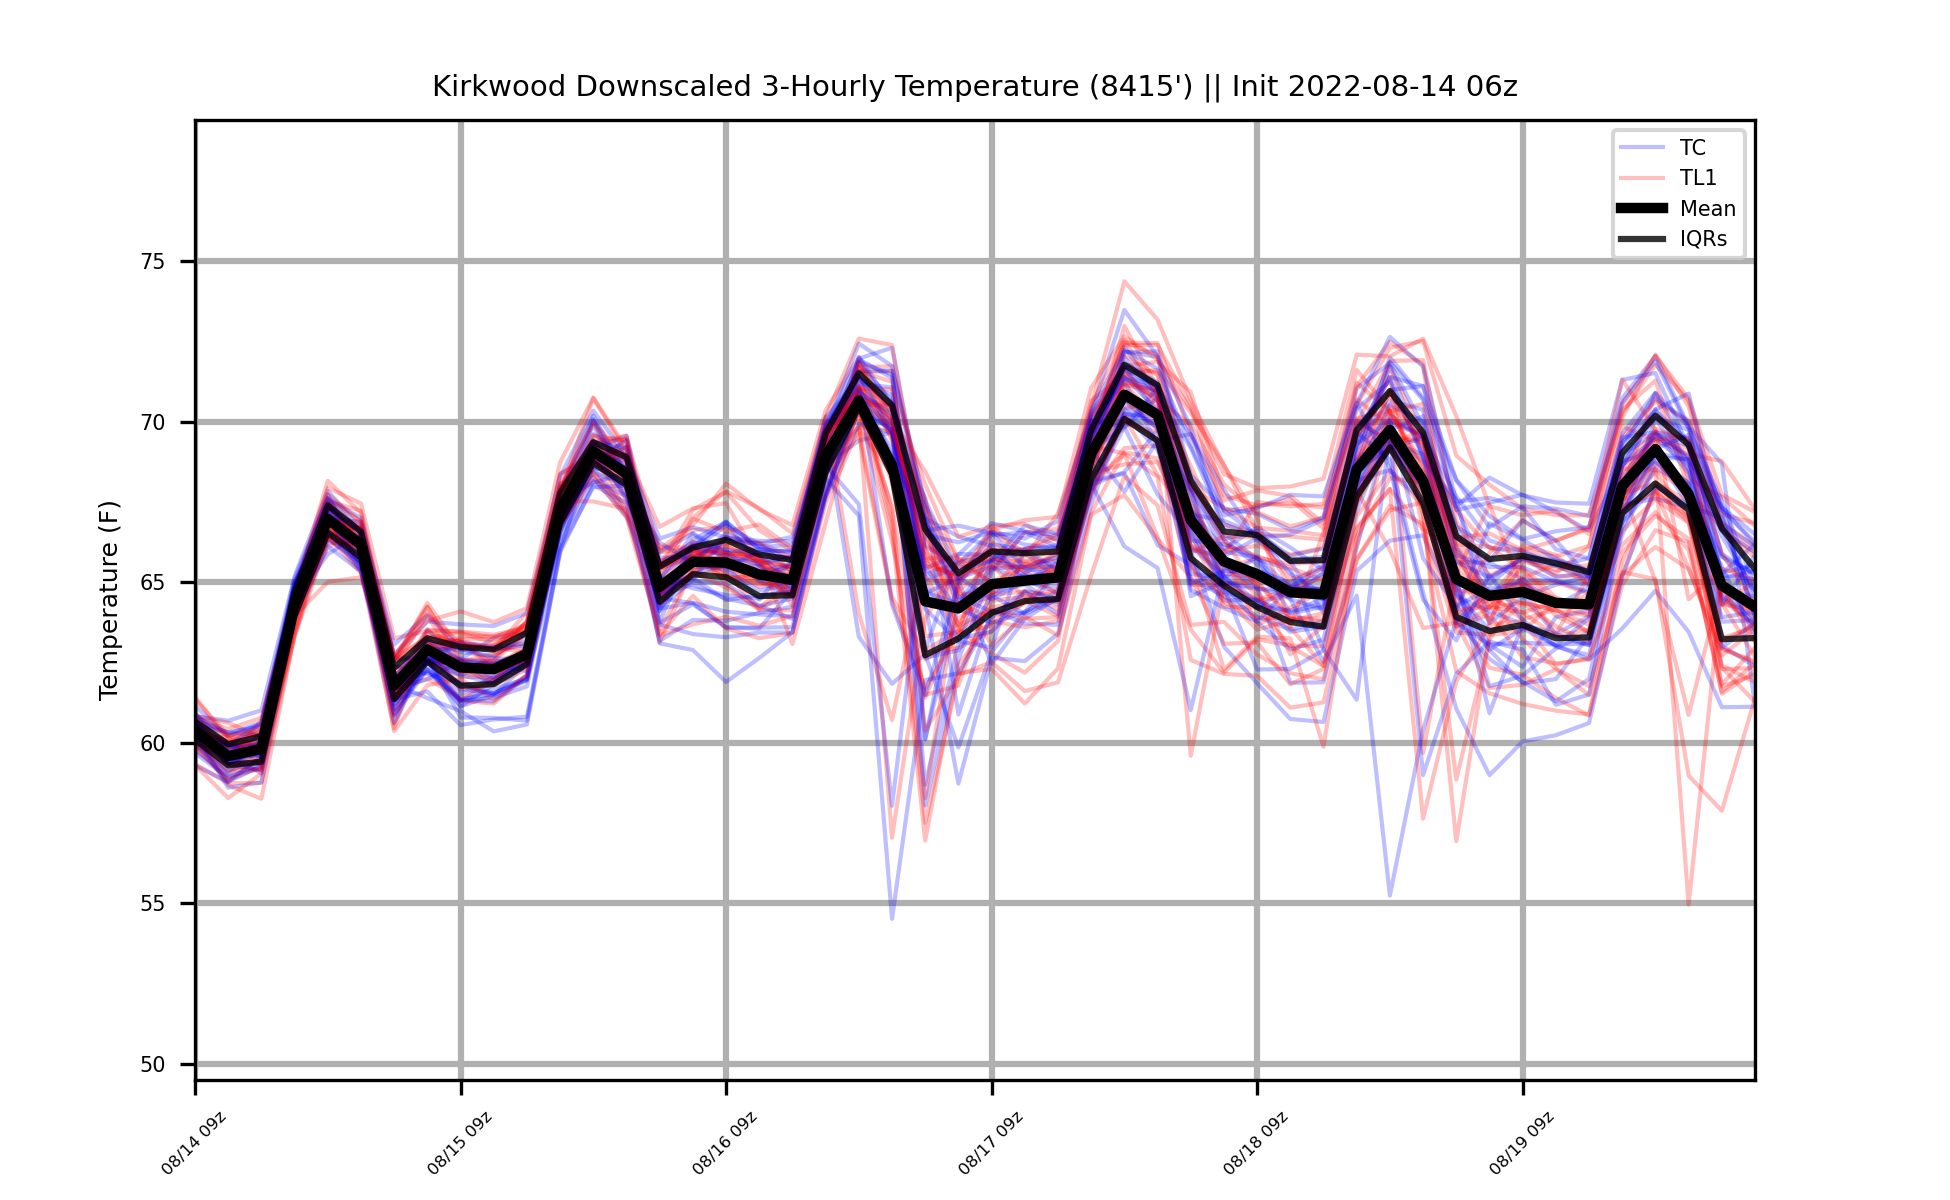 Kirkwood Downscaled 3-Hourly Temperature (8415') || Init 2022-08-14 06z
TC
TL1
Mean
IQRs
Temperature (F)
75
70
65
60
55
50
08/14 09z
08/15 09z
08/16 09z
08/17 09z
08/18 09z
08/19 09z